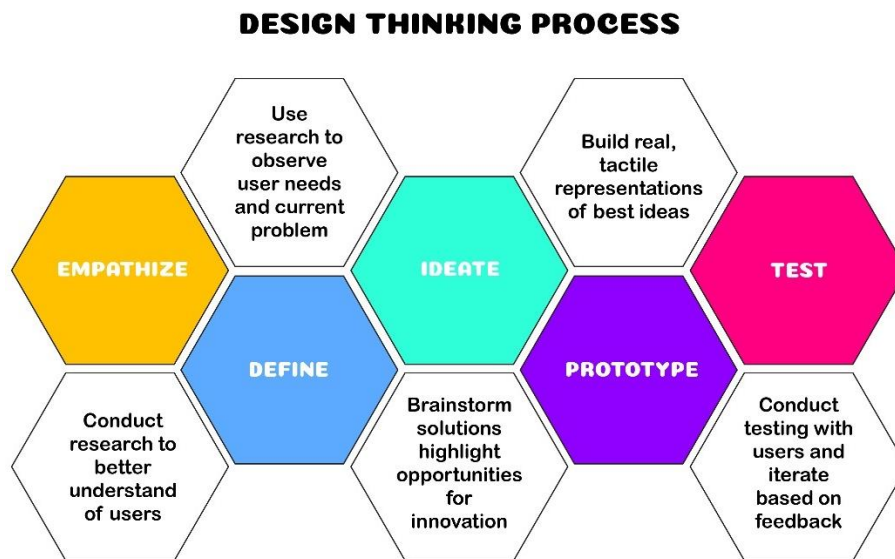 DESIGN THINKING PROCESS
EMPATHIZE
Conduct
research to
better
understand
of users
Use
research to
observe
user needs
and current
problem
DEFINE
IDEATE
Brainstorm
solutions
highlight
opportunities
for
innovation
Build real,
tactile
representations
of best ideas
PROTOTYPE
TEST
Conduct
testing with
users and
iterate
based on
feedback